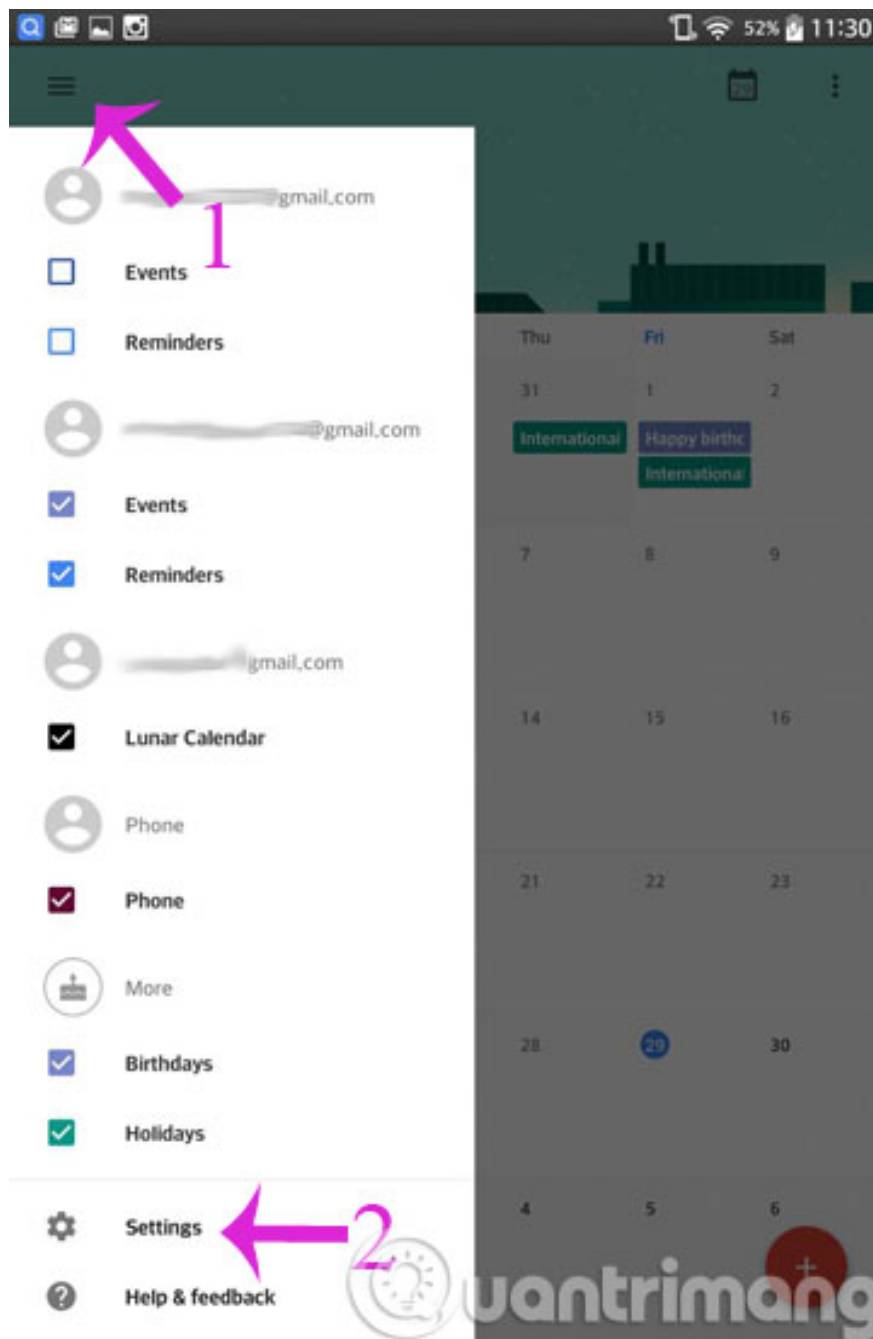 52% 11:30
29
gmail.com
1
Events
Reminders
Thu Fri Sat
31 1 2
@gmail.com
International Happy birthc
Internationa
Events
7 8 9
Reminders
gmail.com
14 15 16
Lunar Calendar
Phone
21 22 23
Phone
More
28 29 30
Birthdays
Holidays
4 5 6
Settings 2
Help & feedback
uantrimang